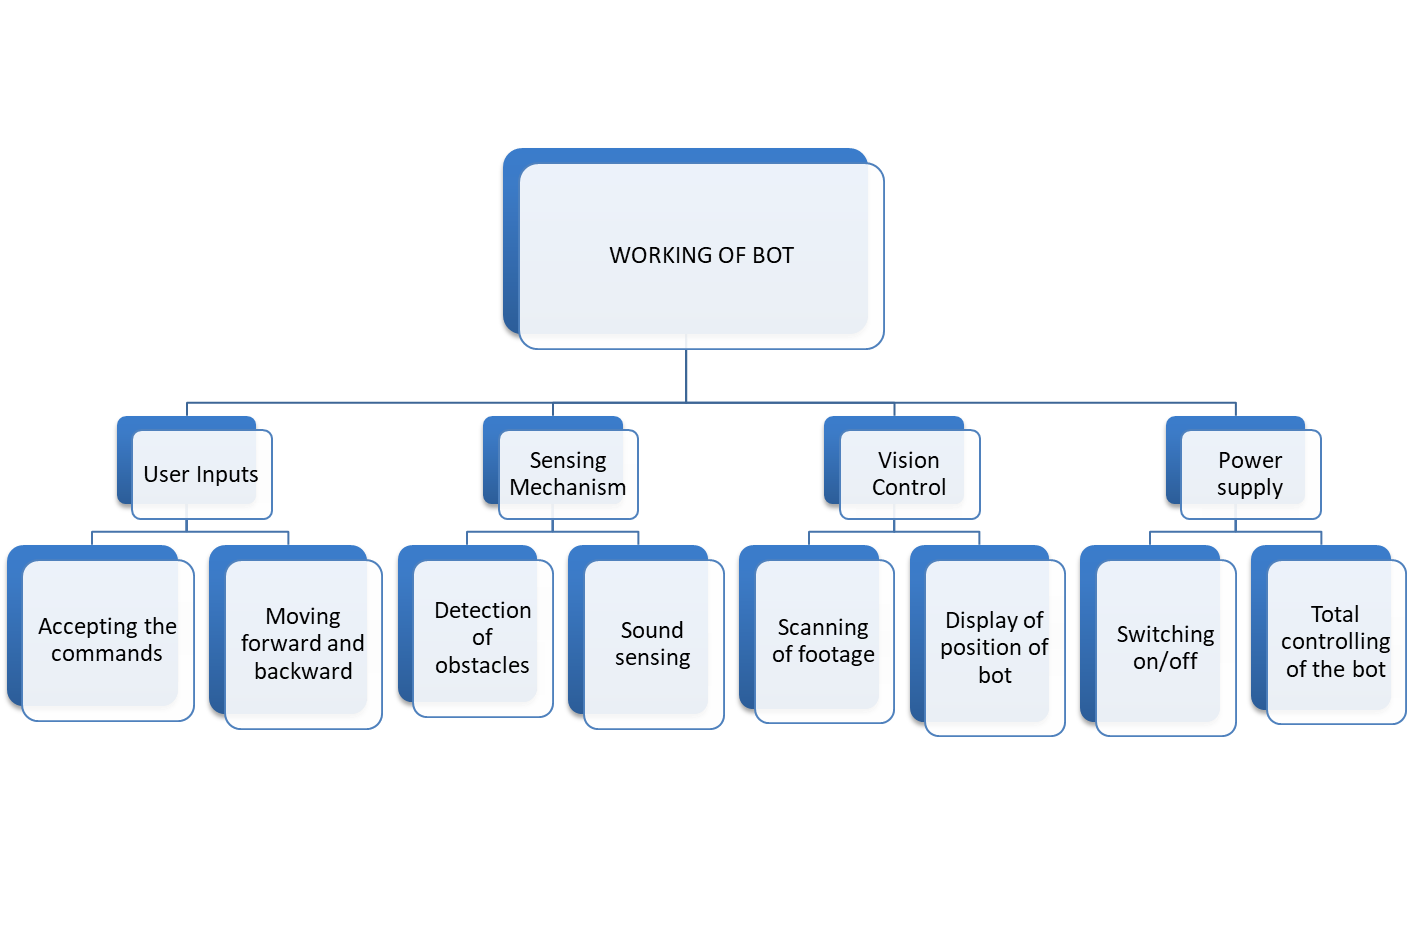 WORKING OF BOT
User Inputs
Sensing
Mechanism
Vision
Control
Power
supply
Accepting the
commands
Moving
forward and
backward
Detection
of
obstacles
Sound
sensing
Scanning
of footage
Display of
position of
bot
Switching
on/off
Total
controlling
of the bot